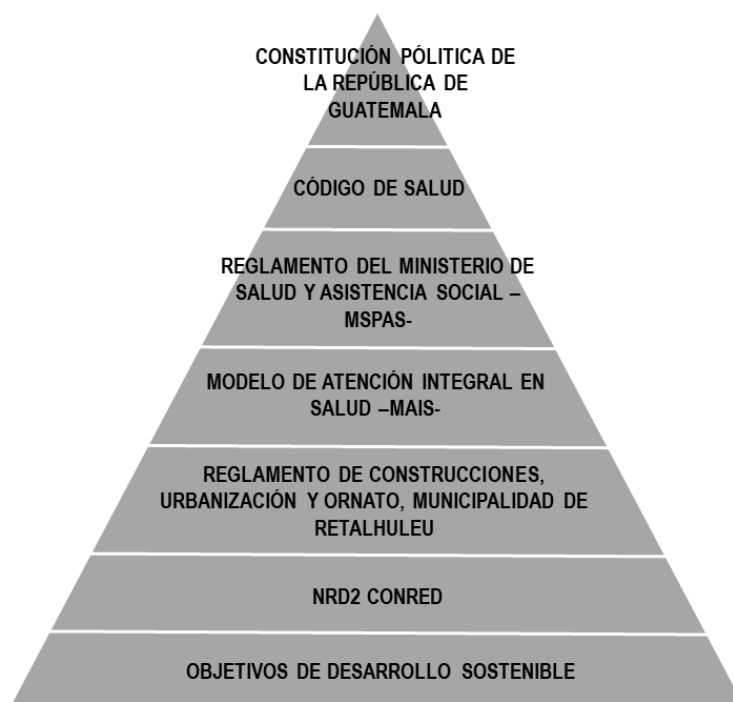 CONSTITUCIÓN PÓLITICA DE
LA REPÚBLICA DE
GUATEMALA
CÓDIGO DE SALUD
REGLAMENTO DEL MINISTERIO DE
SALUD Y ASISTENCIA SOCIAL –
MSPAS-
MODELO DE ATENCIÓN INTEGRAL EN
SALUD –MAIS-
REGLAMENTO DE CONSTRUCCIONES,
URBANIZACIÓN Y ORNATO, MUNICIPALIDAD DE
RETALHULEU
NRD2 CONRED
OBJETIVOS DE DESARROLLO SOSTENIBLE